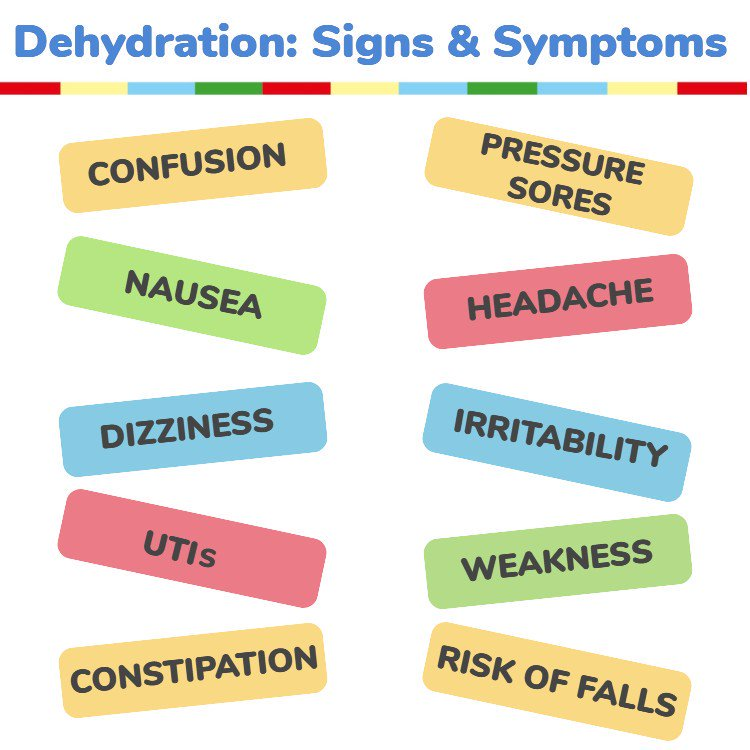 Dehydration: Signs & Symptoms
CONFUSION
PRESSURE
SORES
NAUSEA
HEADACHE
DIZZINESS
IRRITABILITY
UTIs
WEAKNESS
CONSTIPATION
RISK OF FALLS